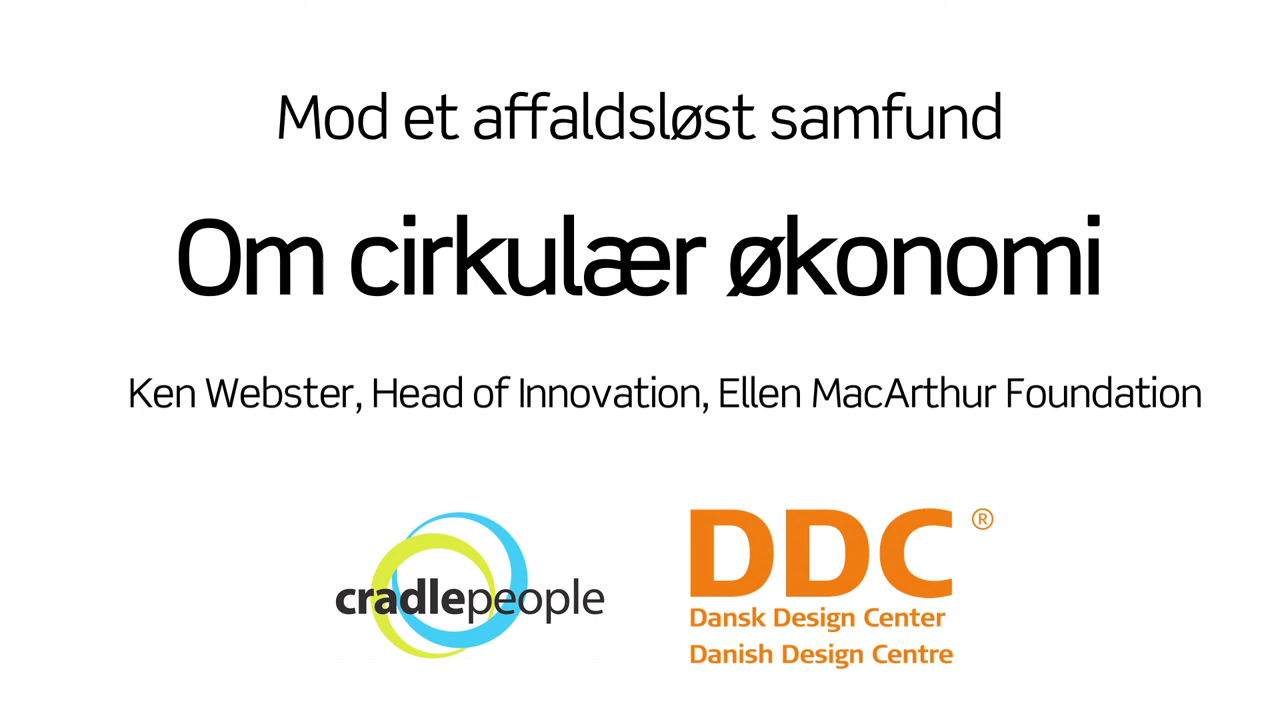 Mod et affaldsløst samfund
Om cirkulær økonomi
Ken Webster, Head of Innovation, Ellen MacArthur Foundation
cradlepeople
DDC®
Dansk Design Center
Danish Design Centre